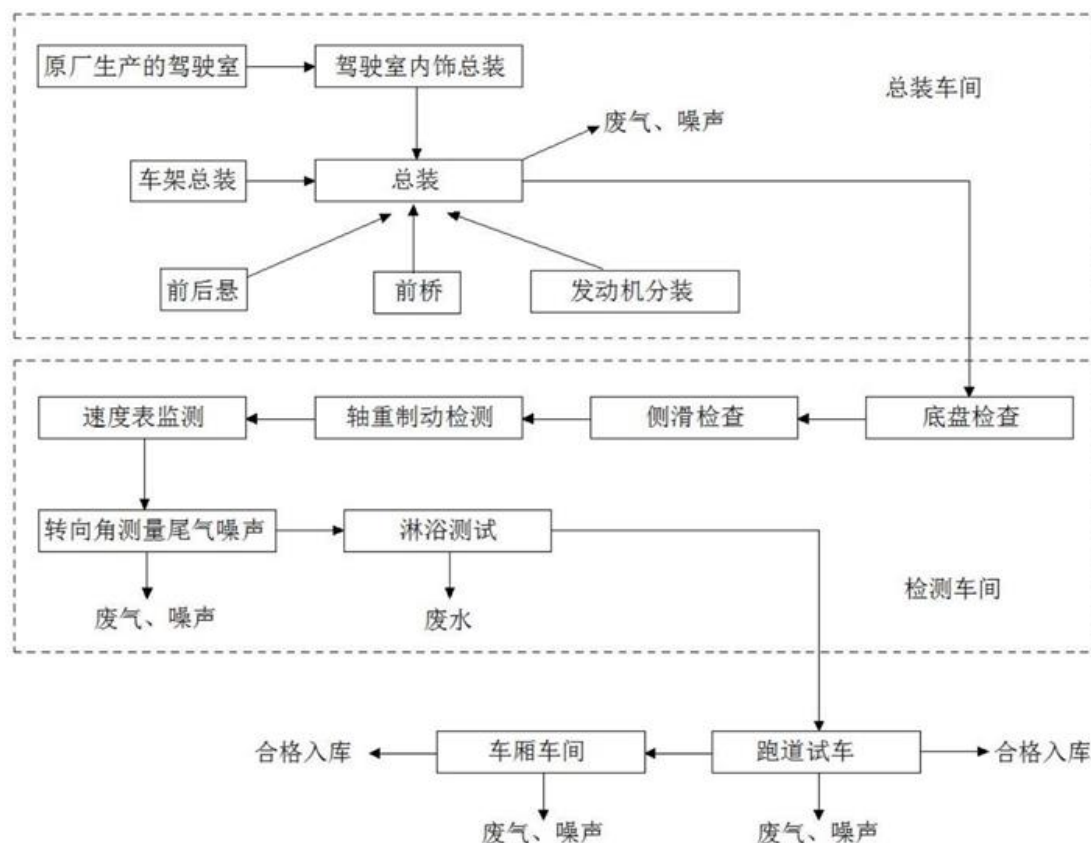 原厂生产的驾驶室
驾驶室内饰总装
总装车间
废气、噪声
车架总装
总装
前后悬
前桥
发动机分装
速度表监测
轴重制动检测
侧滑检查
底盘检查
转向角测量尾气噪声
淋浴测试
检测车间
废气、噪声
废水
合格入库
车厢车间
跑道试车
合格入库
废气、噪声
废气、噪声